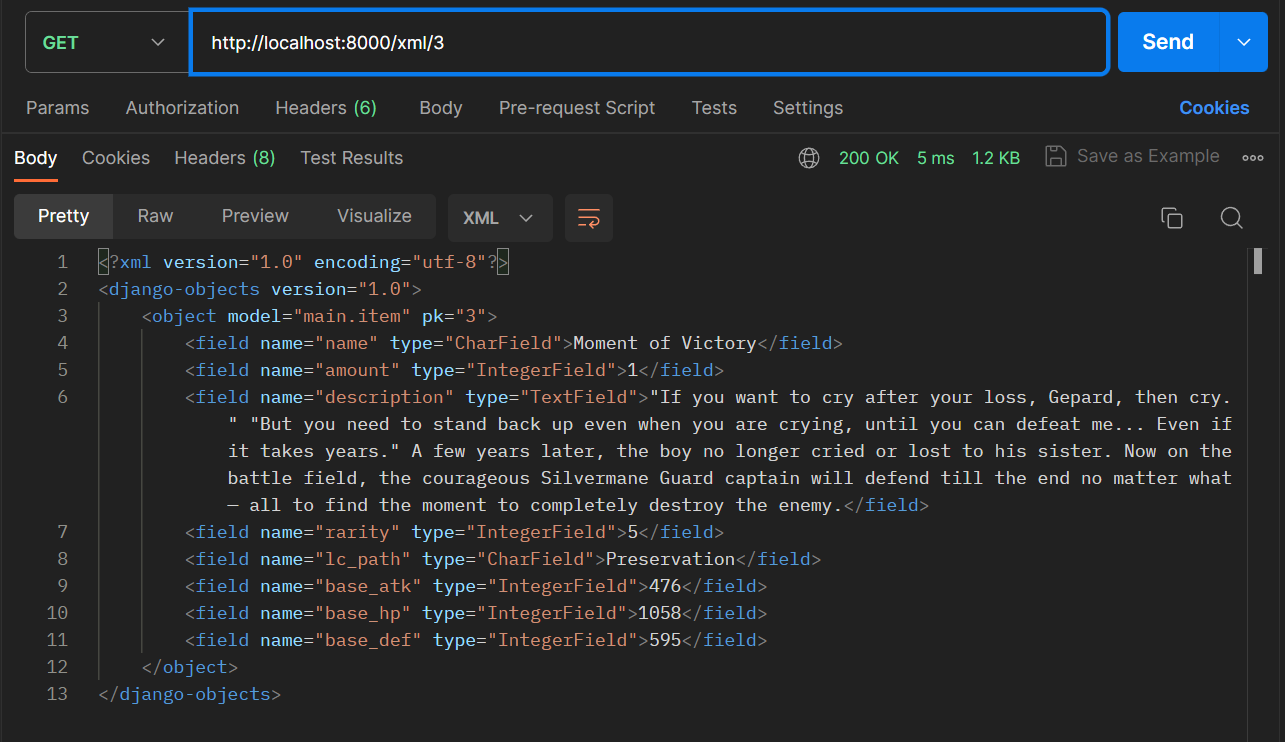 GET http://localhost:8000/xml/3 Send
Params Authorization Headers (6) Body Pre-request Script Tests Settings Cookies
Body Cookies Headers (8) Test Results 200 OK 5 ms 1.2 KB Save as Example
Pretty Raw Preview Visualize XML
1 <?xml version="1.0" encoding="utf-8"?>
2 <django-objects version="1.0">
3 <object model="main.item" pk="3">
4 <field name="name" type="CharField">Moment of Victory</field>
5 <field name="amount" type="IntegerField">1</field>
6 <field name="description" type="TextField">"If you want to cry after your loss, Gepard, then cry.
" "But you need to stand back up even when you are crying, until you can defeat me... Even if
it takes years." A few years later, the boy no longer cried or lost to his sister. Now on the
battle field, the courageous Silvermane Guard captain will defend till the end no matter what
— all to find the moment to completely destroy the enemy.</field>
7 <field name="rarity" type="IntegerField">5</field>
8 <field name="lc_path" type="CharField">Preservation</field>
9 <field name="base_atk" type="IntegerField">476</field>
10 <field name="base_hp" type="IntegerField">1058</field>
11 <field name="base_def" type="IntegerField">595</field>
12 </object>
13 </django-objects>